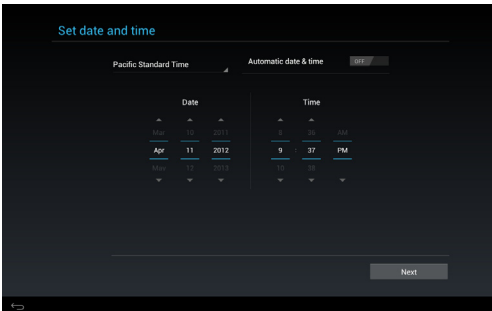 Set date and time
Pacific Standard Time
Automatic date & time OFF
Date Time
Mar 10 2011 8 36 AM
Apr 11 2012 9 : 37 PM
May 12 2013 10 38
Next